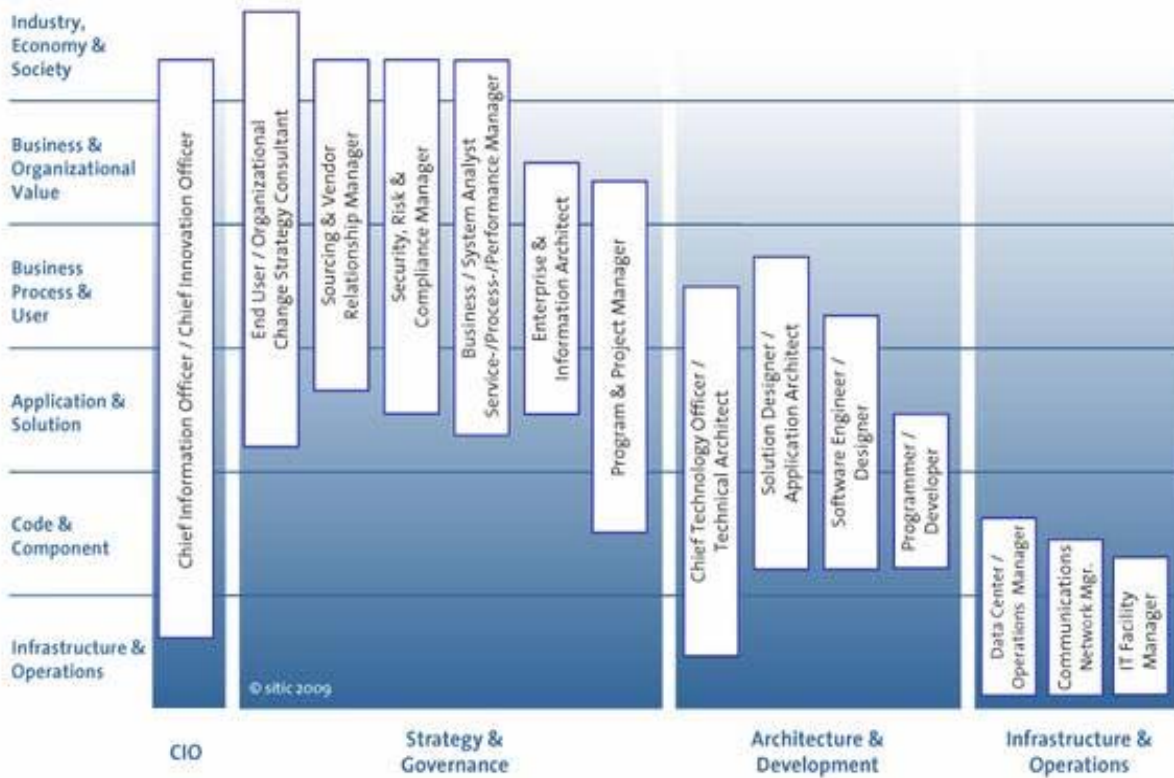 Industry,
Economy &
Society
Business &
Organizational
Value
Business
Process &
User
Application &
Solution
Code &
Component
Infrastructure &
Operations
Chief Information Officer / Chief Innovation Officer
End User / Organizational
Change Strategy Consultant
Sourcing & Vendor
Relationship Manager
Security, Risk &
Compliance Manager
Business / System Analyst
Service-/Process-/Performance Manager
Enterprise &
Information Architect
Program & Project Manager
Chief Technology Officer /
Technical Architect
Solution Designer /
Application Architect
Software Engineer /
Designer
Programmer /
Developer
Data Center /
Operations Manager
Communications
Network Mgr.
IT Facility
Manager
© sitic 2009
CIO
Strategy &
Governance
Architecture &
Development
Infrastructure &
Operations